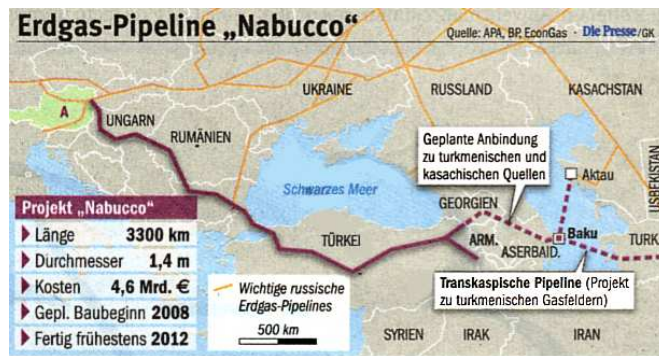 Erdgas-Pipeline „Nabucco“
Quelle: APA, BP, EconGas · Die Presse/GK
UKRAINE
RUSSLAND
KASACHSTAN
A
UNGARN
RUMÄNIEN
Geplante Anbindung
zu turkmenischen und
kasachischen Quellen
Aktau
USBEKISTAN
Schwarzes Meer
GEORGIEN
Projekt „Nabucco“
Länge 3300 km
Durchmesser 1,4 m
Kosten 4,6 Mrd. €
Gepl. Baubeginn 2008
Fertig frühestens 2012
TÜRKEI
ARM.
ASERBAID.
Baku
TURK
Wichtige russische
Erdgas-Pipelines
500 km
Transkaspische Pipeline (Projekt
zu turkmenischen Gasfeldern)
SYRIEN
IRAK
IRAN